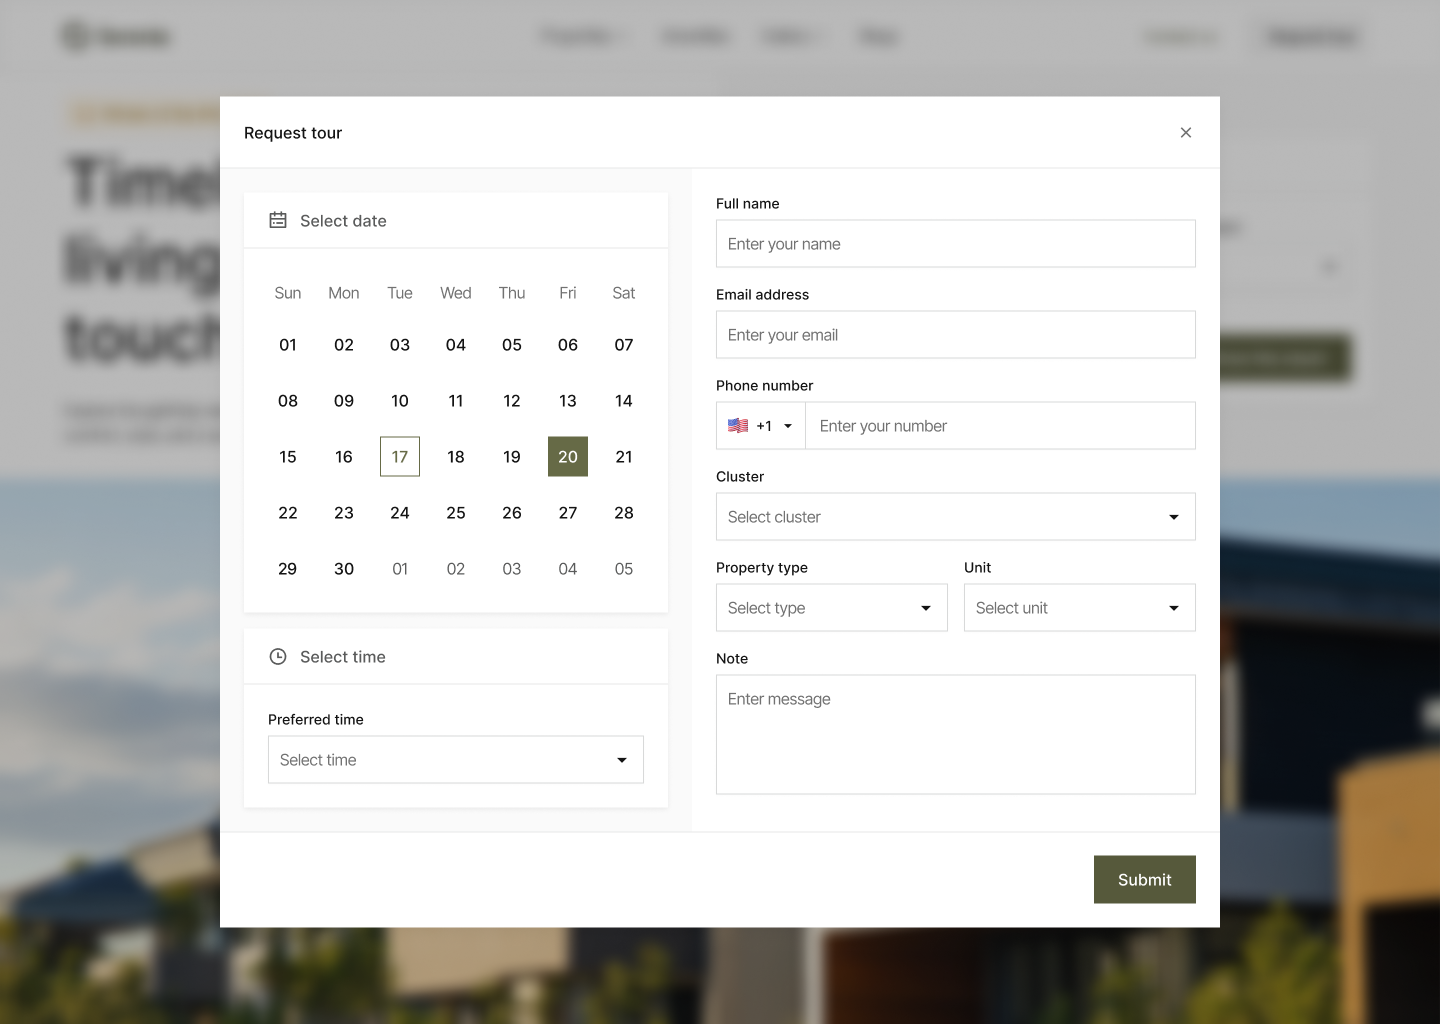 Timel
living
touch
Request tour
Select date
Sun Mon Tue Wed Thu Fri Sat
01 02 03 04 05 06 07
08 09 10 11 12 13 14
15 16 17 18 19 20 21
22 23 24 25 26 27 28
29 30 01 02 03 04 05
Select time
Preferred time
Select time
Full name
Enter your name
Email address
Enter your email
Phone number
+1 Enter your number
Cluster
Select cluster
Property type Unit
Select type Select unit
Note
Enter message
Submit